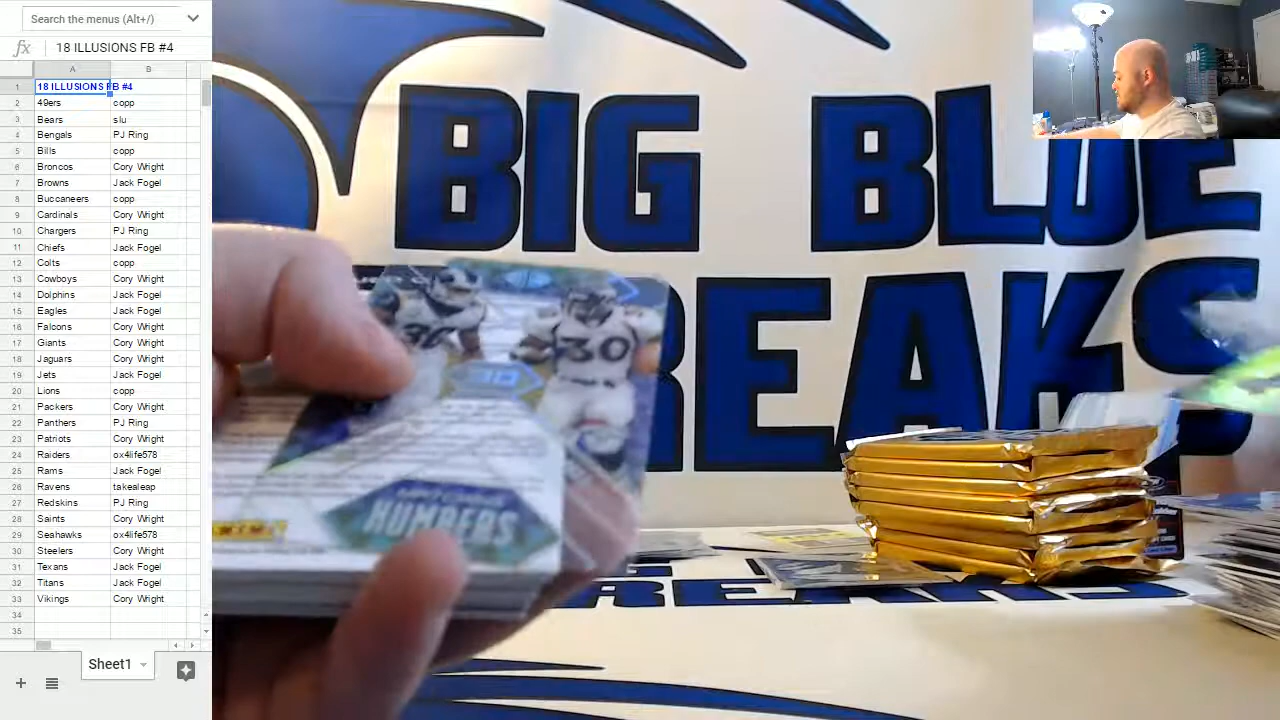 Search the menus (Alt+/)
fx 18 ILLUSIONS FB #4
A B
1 18 ILLUSIONS FB #4
2 49ers copp
3 Bears slu
4 Bengals PJ Ring
5 Bills copp
6 Broncos Cory Wright
7 Browns Jack Fogel
8 Buccaneers copp
9 Cardinals Cory Wright
10 Chargers PJ Ring
11 Chiefs Jack Fogel
12 Colts copp
13 Cowboys Cory Wright
14 Dolphins Jack Fogel
15 Eagles Jack Fogel
16 Falcons Cory Wright
17 Giants Cory Wright
18 Jaguars Cory Wright
19 Jets Jack Fogel
20 Lions copp
21 Packers Cory Wright
22 Panthers PJ Ring
23 Patriots Cory Wright
24 Raiders ox4life578
25 Rams Jack Fogel
26 Ravens takealeap
27 Redskins PJ Ring
28 Saints Cory Wright
29 Seahawks ox4life578
30 Steelers Cory Wright
31 Texans Jack Fogel
32 Titans Jack Fogel
33 Vikings Cory Wright
34
35
Sheet1
BIG BLUE
BREAKS
30
30
30
NUMBERS
PANINI